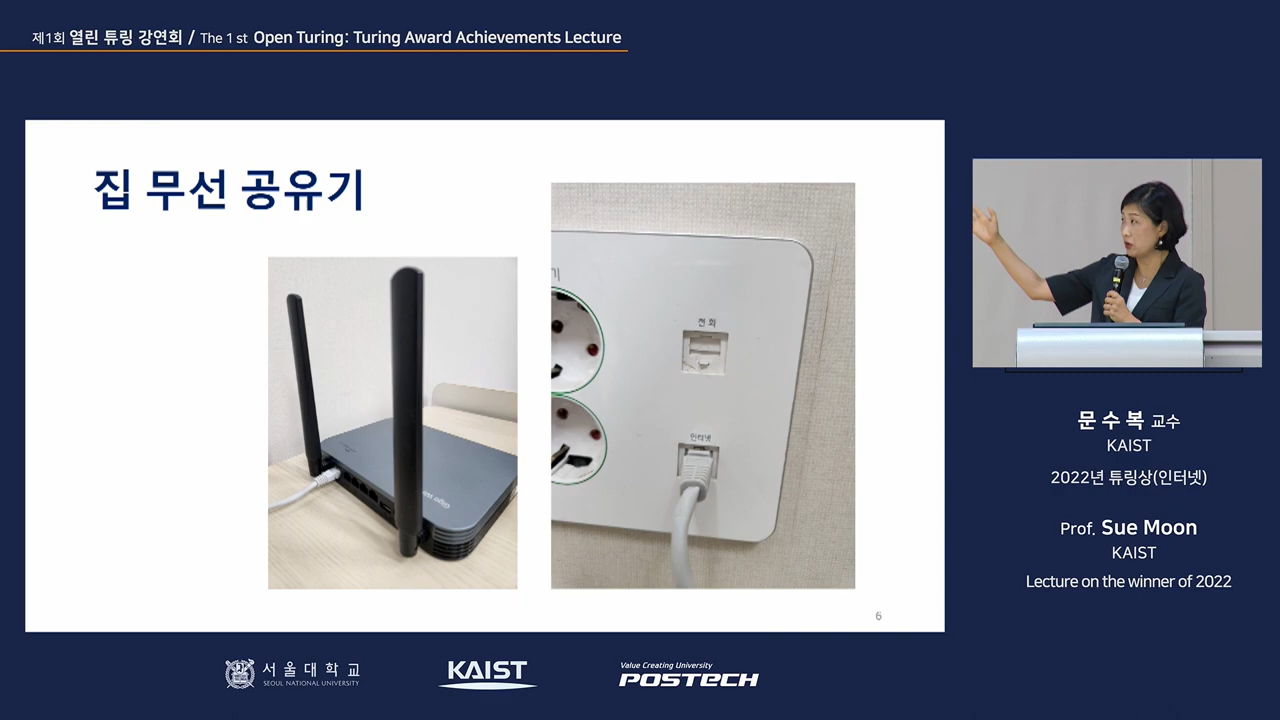 제1회 열린 튜링 강연회 / The 1 st Open Turing: Turing Award Achievements Lecture
집 무선 공유기
전화
인터넷
6
문수복 교수
KAIST
2022년 튜링상(인터넷)
Prof. Sue Moon
KAIST
Lecture on the winner of 2022
서울대학교
SEOUL NATIONAL UNIVERSITY
KAIST
Value Creating University
POSTECH